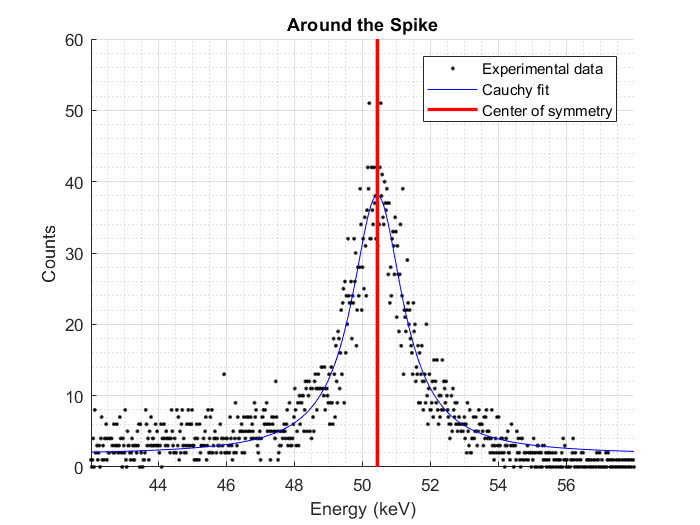 Around the Spike
60
50
40
30
20
10
0
Counts
Experimental data
Cauchy fit
Center of symmetry
44 46 48 50 52 54 56
Energy (keV)